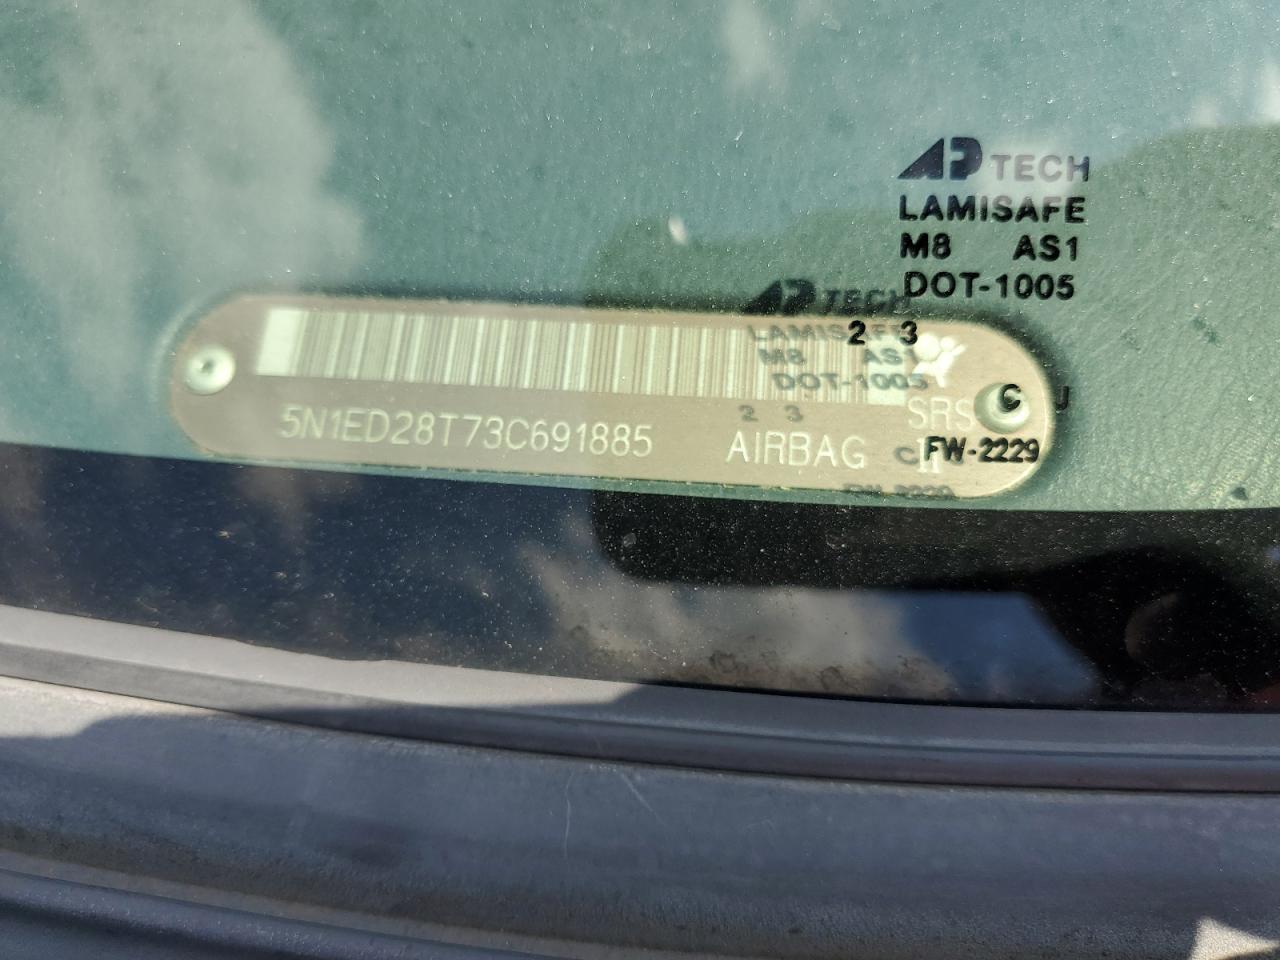 AP TECH
LAMISAFE
M8 AS1
DOT-1005
2 3
C J
FW-2229
AP TECH
LAMISAFE
M8 AS1
DOT-1005
2 3
5N1ED28T73C691885
SRS
AIRBAG